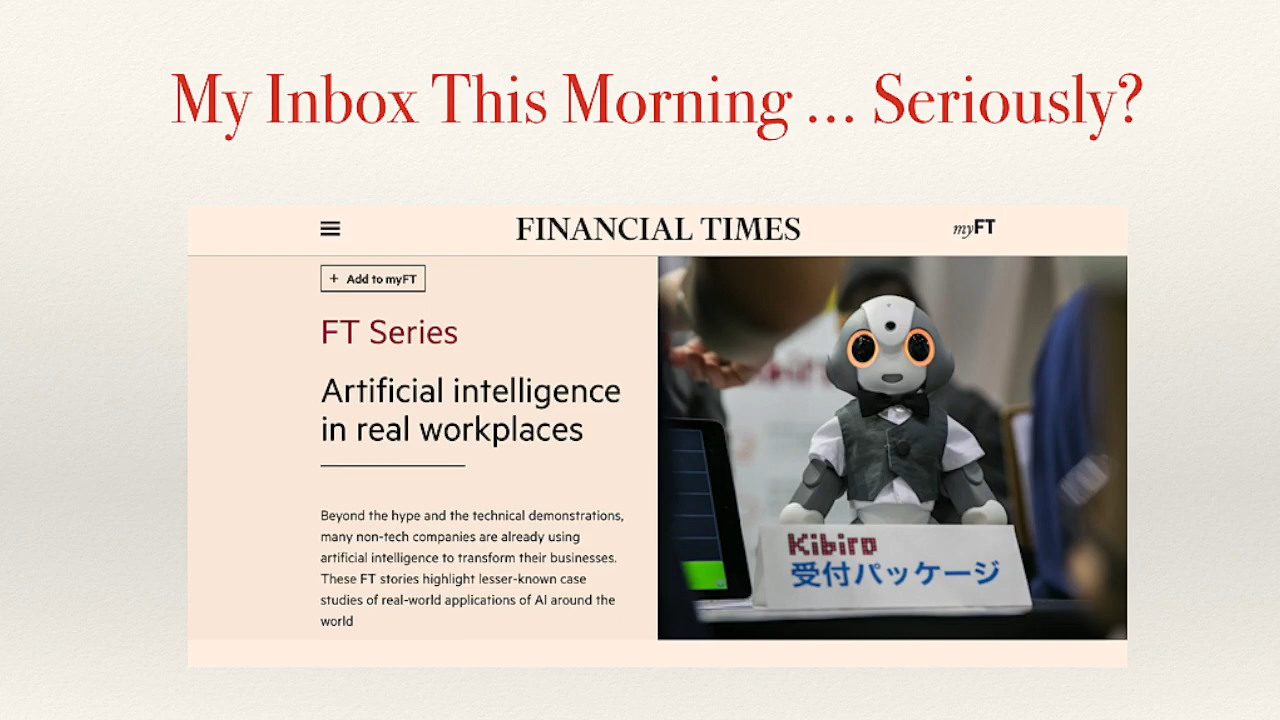 My Inbox This Morning ... Seriously?
FINANCIAL TIMES
myFT
+ Add to myFT
FT Series
Artificial intelligence
in real workplaces
Beyond the hype and the technical demonstrations,
many non-tech companies are already using
artificial intelligence to transform their businesses.
These FT stories highlight lesser-known case
studies of real-world applications of AI around the
world
Kibiro
受付パッケージ